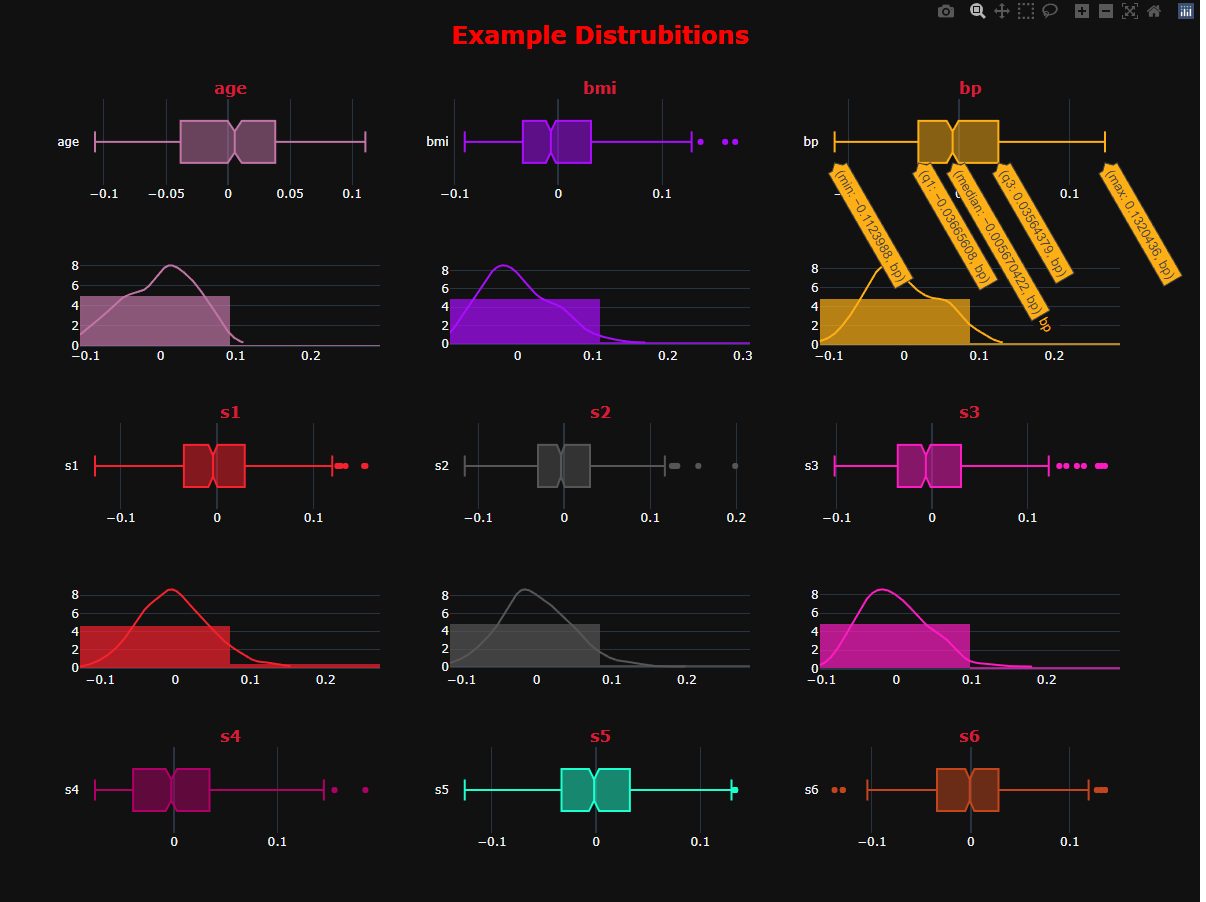 Example Distrubitions
age bmi bp
age bmi bp
−0.1 −0.05 0 0.05 0.1 −0.1 0 0.1 0 0.1
(min: −0.1123988, bp)
(q1: −0.03665608, bp)
(median: −0.005670422, bp) bp
(q3: 0.03564379, bp)
(max: 0.1320436, bp)
8 8 8
6 6 6
4 4 4
2 2 2
0 0 0
−0.1 0 0.1 0.2 0 0.1 0.2 0.3 −0.1 0 0.1 0.2
s1 s2 s3
s1 s2 s3
−0.1 0 0.1 −0.1 0 0.1 0.2 −0.1 0 0.1
8 8 8
6 6 6
4 4 4
2 2 2
0 0 0
−0.1 0 0.1 0.2 −0.1 0 0.1 0.2 −0.1 0 0.1 0.2
s4 s5 s6
s4 s5 s6
0 0.1 −0.1 0 0.1 −0.1 0 0.1